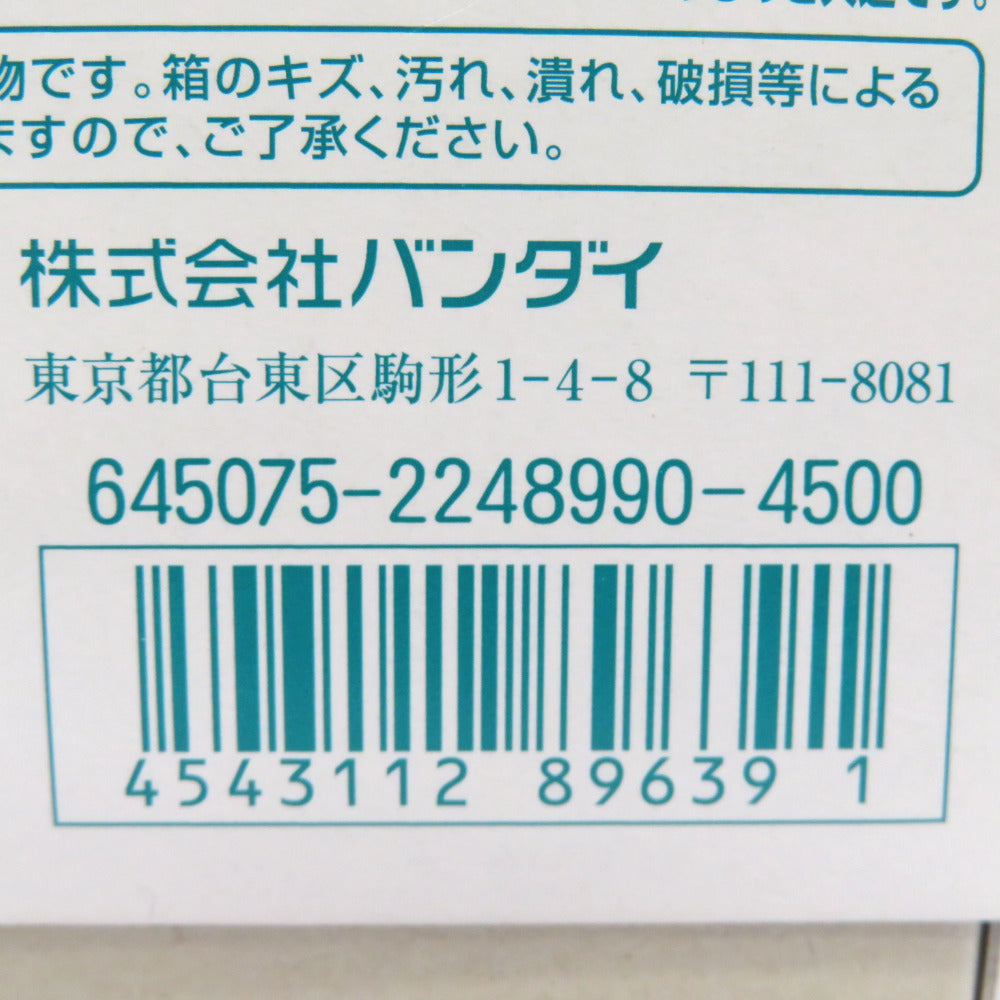 物です。箱のキズ、汚れ、潰れ、破損等による
ますので、ご了承ください。
株式会社バンダイ
東京都台東区駒形1-4-8 〒111-8081
645075-2248990-4500
4543112 89639 1